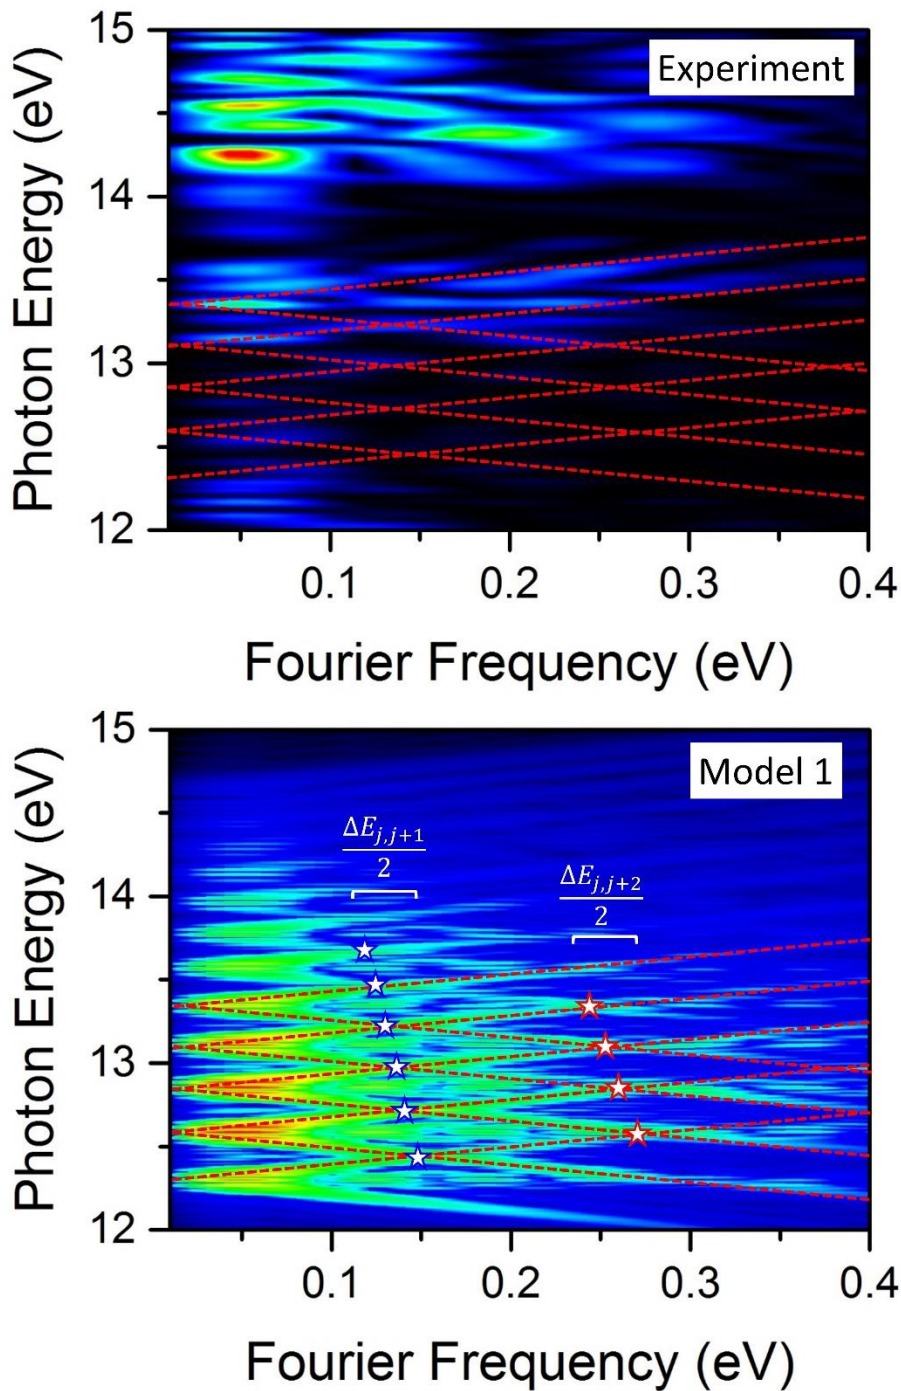 15
Experiment
14
13
12
Photon Energy (eV)
0.1 0.2 0.3 0.4
Fourier Frequency (eV)
15
Model 1
ΔE_{j,j+1}/2
ΔE_{j,j+2}/2
14
13
12
Photon Energy (eV)
0.1 0.2 0.3 0.4
Fourier Frequency (eV)